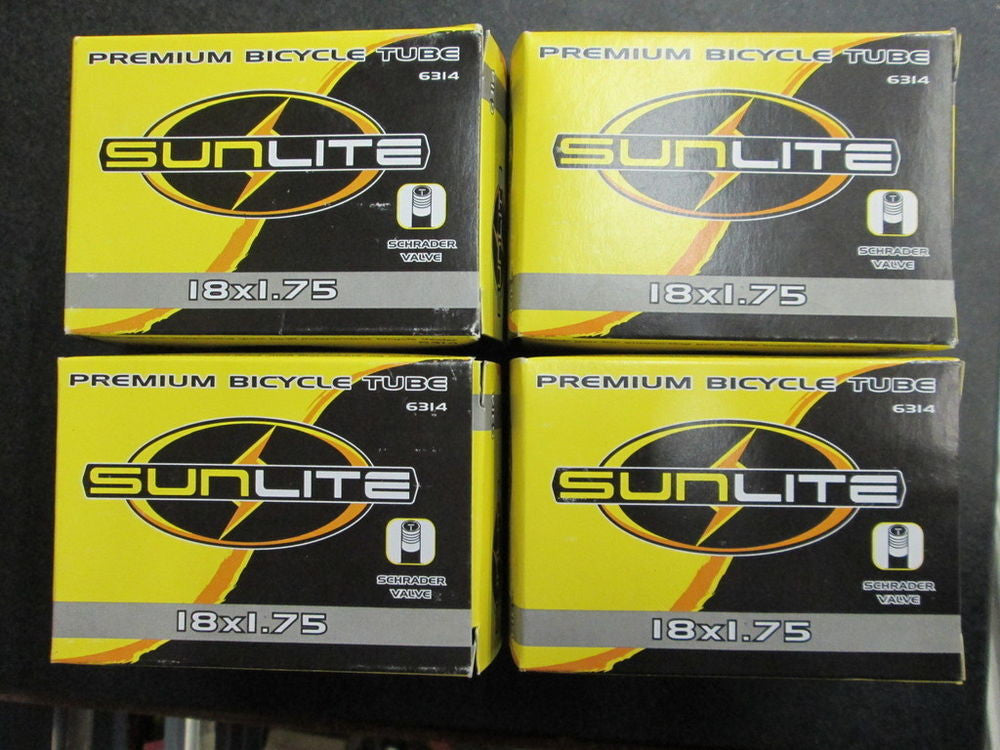 PREMIUM BICYCLE TUBE
6314
SUNLITE
T
SCHRADER
VALVE
18x1.75
PREMIUM BICYCLE TUBE
6314
SUNLITE
T
SCHRADER
VALVE
18x1.75
PREMIUM BICYCLE TUBE
6314
SUNLITE
T
SCHRADER
VALVE
18x1.75
PREMIUM BICYCLE TUBE
6314
SUNLITE
T
SCHRADER
VALVE
18x1.75